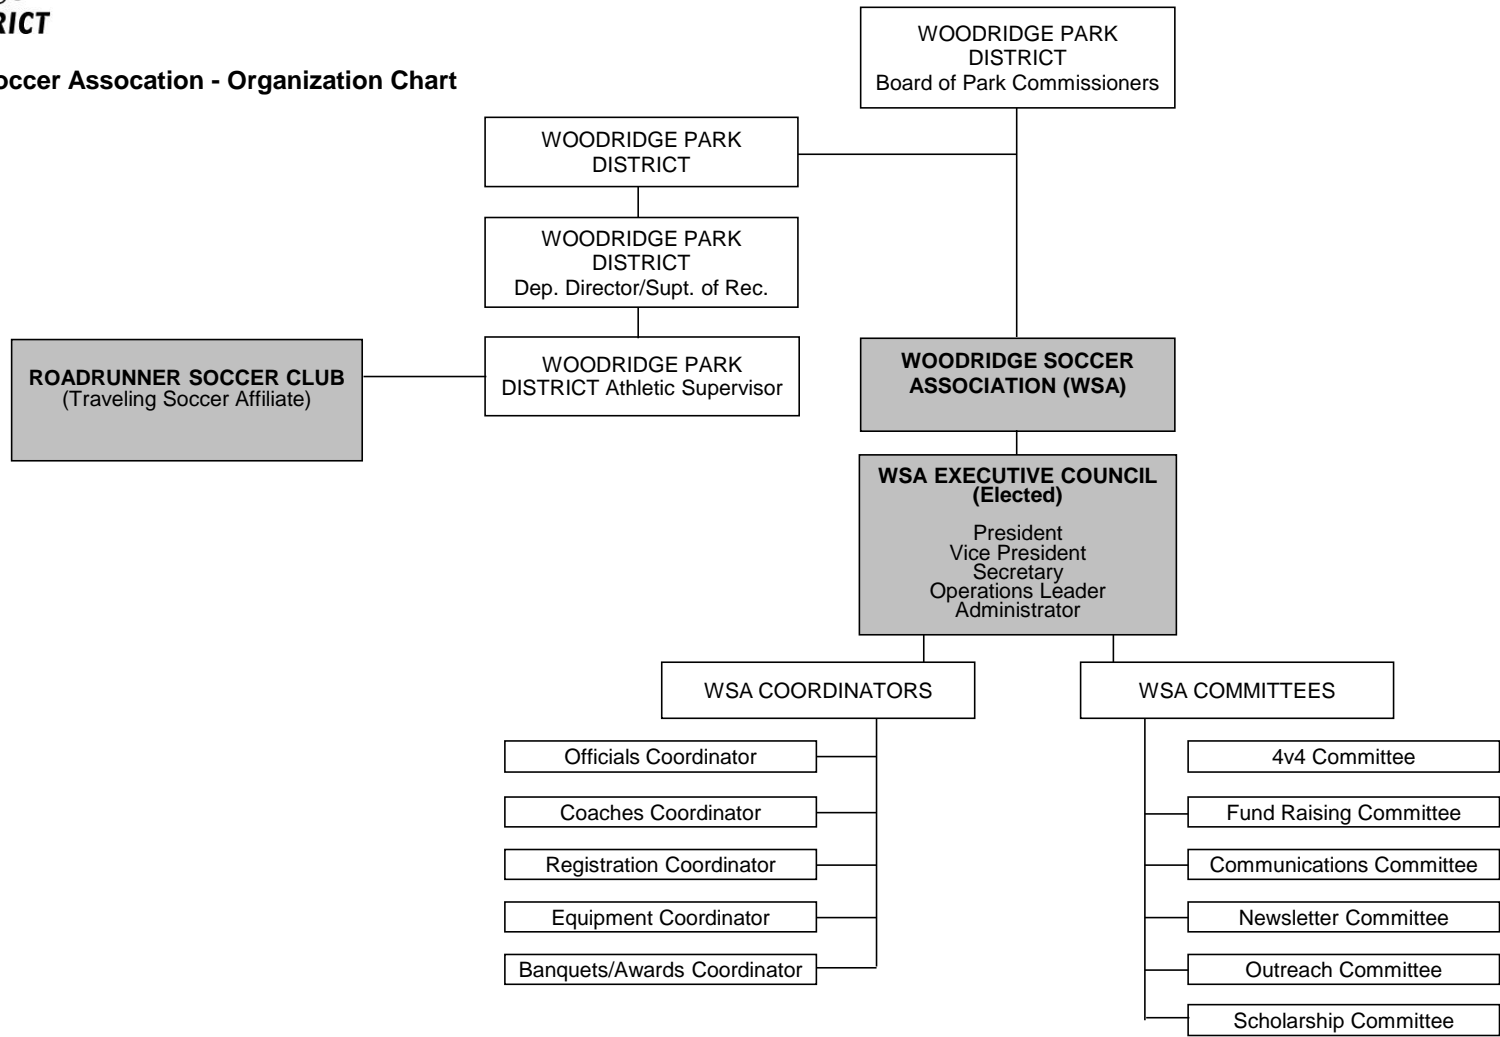 RICT
occer Assocation - Organization Chart
WOODRIDGE PARK
DISTRICT
Board of Park Commissioners
WOODRIDGE PARK
DISTRICT
WOODRIDGE PARK
DISTRICT
Dep. Director/Supt. of Rec.
ROADRUNNER SOCCER CLUB
(Traveling Soccer Affiliate)
WOODRIDGE PARK
DISTRICT Athletic Supervisor
WOODRIDGE SOCCER
ASSOCIATION (WSA)
WSA EXECUTIVE COUNCIL
(Elected)
President
Vice President
Secretary
Operations Leader
Administrator
WSA COORDINATORS
Officials Coordinator
Coaches Coordinator
Registration Coordinator
Equipment Coordinator
Banquets/Awards Coordinator
WSA COMMITTEES
4v4 Committee
Fund Raising Committee
Communications Committee
Newsletter Committee
Outreach Committee
Scholarship Committee